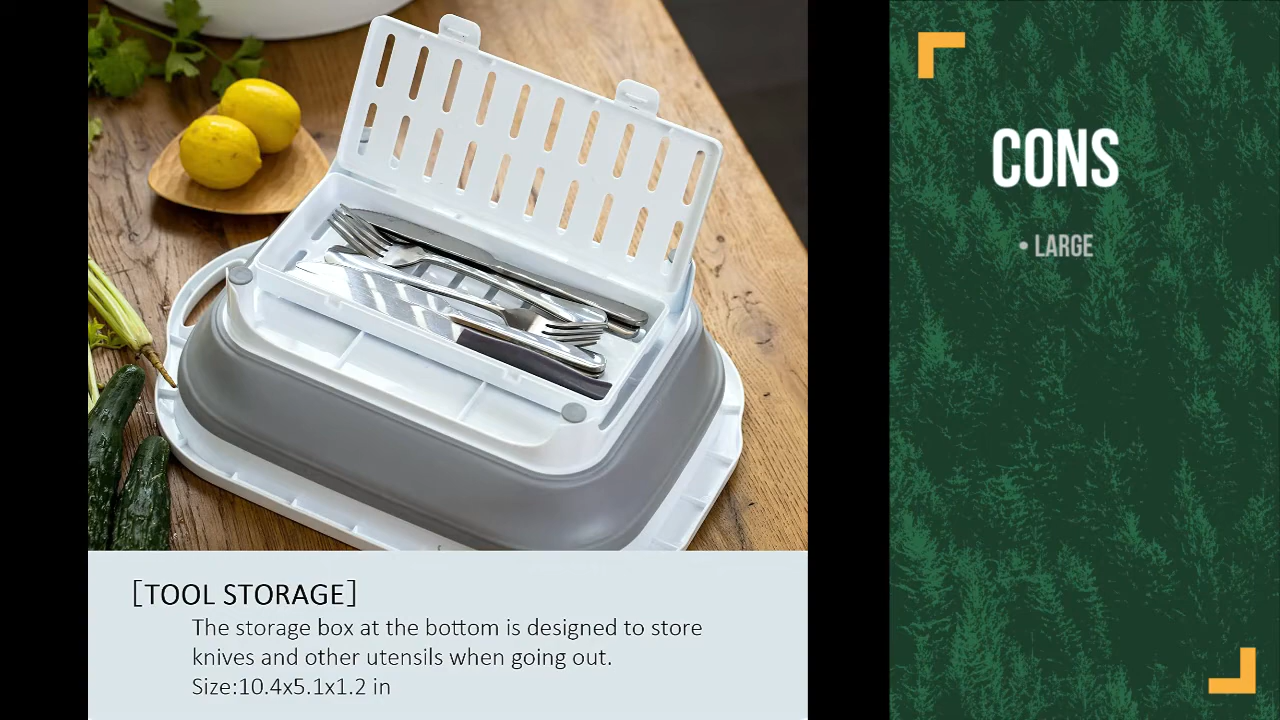 [TOOL STORAGE]
The storage box at the bottom is designed to store
knives and other utensils when going out.
Size:10.4x5.1x1.2 in
CONS
• LARGE